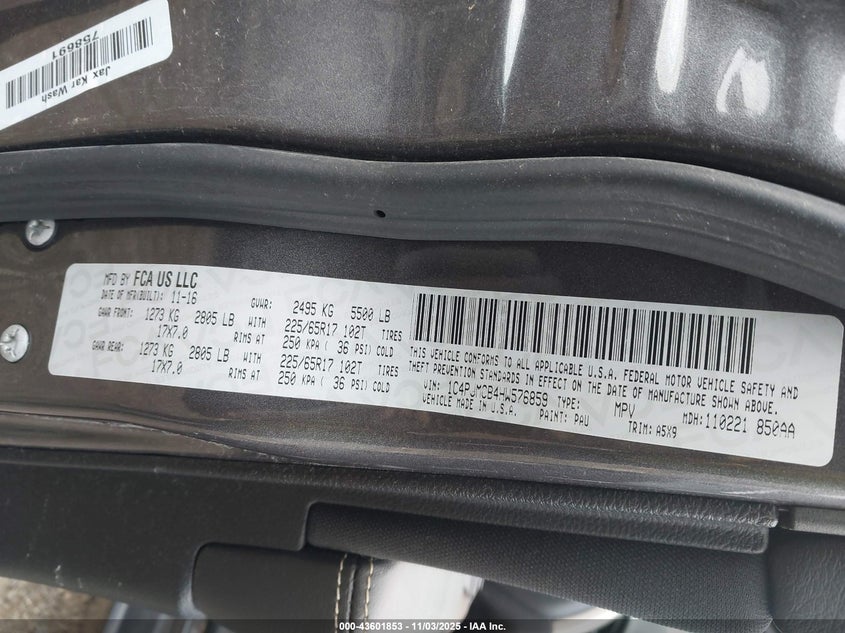 Jax Kar Wash
758691
MFD BY FCA US LLC
DATE OF MFR(BUILT): 11-16 GVWR: 2495 KG 5500 LB
GAWR FRONT: 1273 KG 2805 LB WITH 225/65R17 102T TIRES
17X7.0 RIMS AT 250 KPA ( 36 PSI) COLD
GAWR REAR: 1273 KG 2805 LB WITH 225/65R17 102T TIRES
17X7.0 RIMS AT 250 KPA ( 36 PSI) COLD
THIS VEHICLE CONFORMS TO ALL APPLICABLE U.S.A. FEDERAL MOTOR VEHICLE SAFETY AND
THEFT PREVENTION STANDARDS IN EFFECT ON THE DATE OF MANUFACTURE SHOWN ABOVE.
VIN: 1C4PJMCB4HW576859 TYPE: MPV MDH: 110221 850AA
VEHICLE MADE IN U.S.A. PAINT: PAU TRIM: A5X9
000-43601853 - 11/03/2025 - IAA Inc.